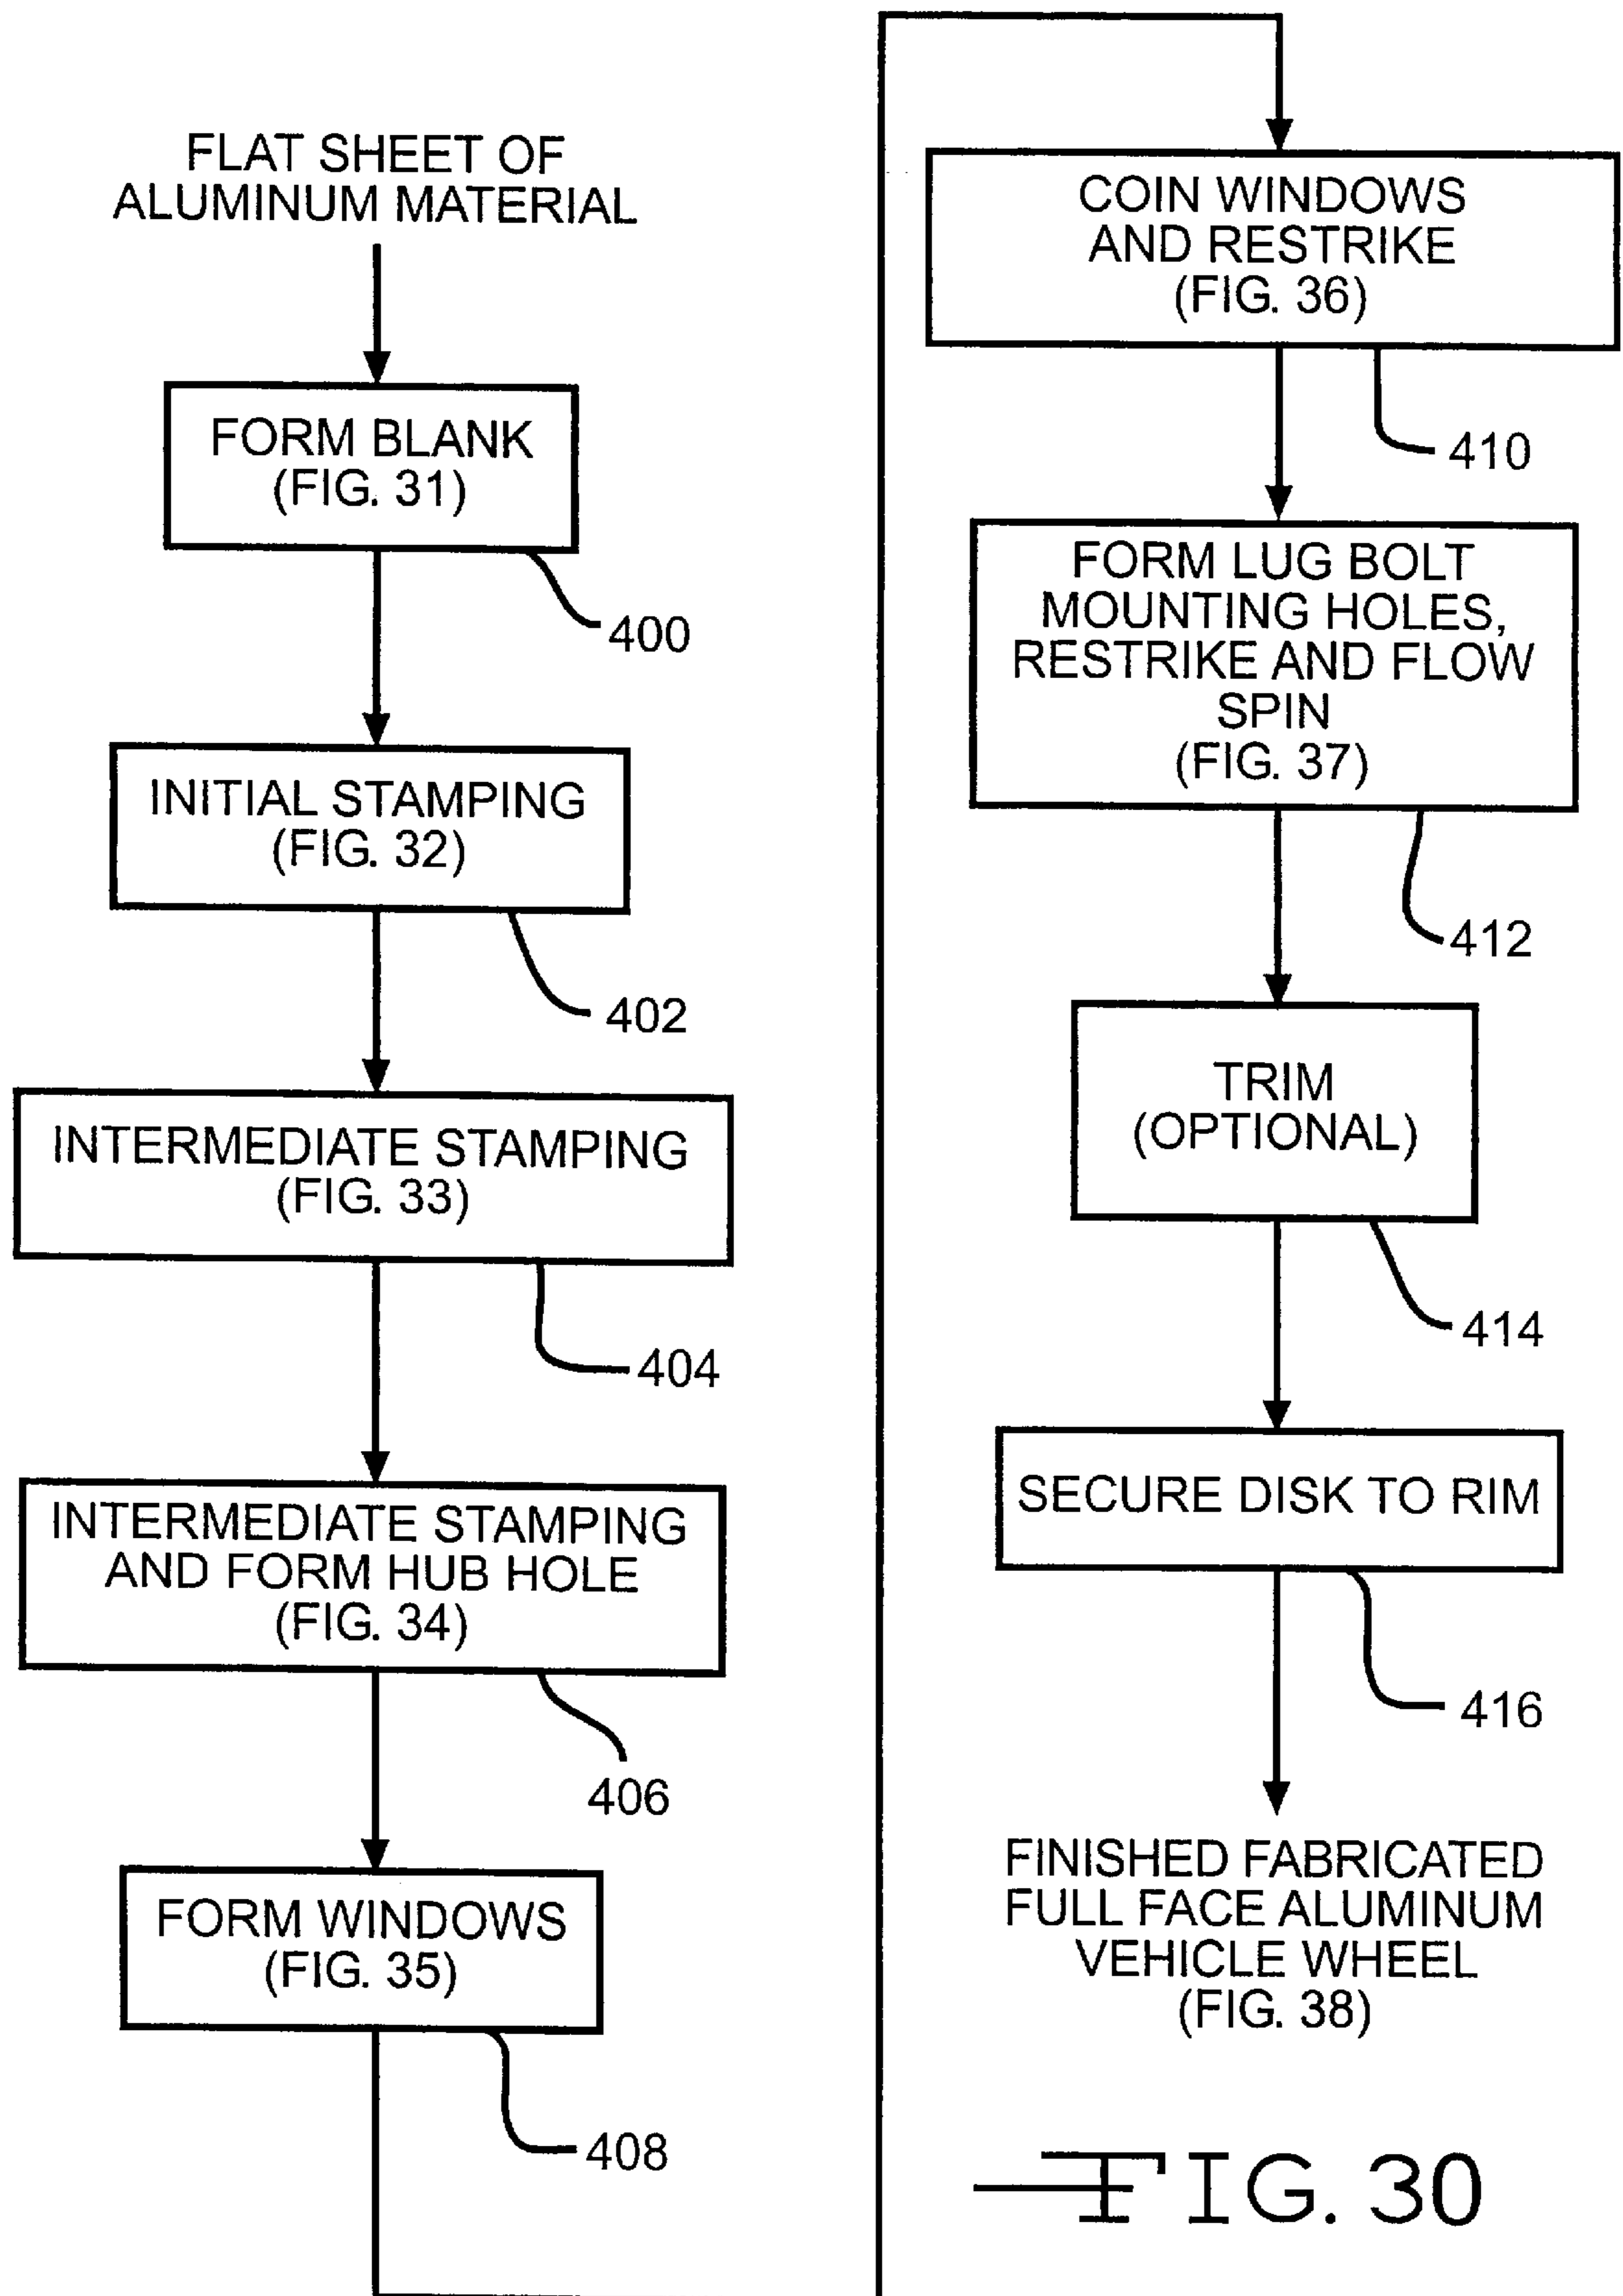 FLAT SHEET OF
ALUMINUM MATERIAL
FORM BLANK
(FIG. 31)
400
INITIAL STAMPING
(FIG. 32)
402
INTERMEDIATE STAMPING
(FIG. 33)
404
INTERMEDIATE STAMPING
AND FORM HUB HOLE
(FIG. 34)
406
FORM WINDOWS
(FIG. 35)
408
COIN WINDOWS
AND RESTRIKE
(FIG. 36)
410
FORM LUG BOLT
MOUNTING HOLES,
RESTRIKE AND FLOW
SPIN
(FIG. 37)
412
TRIM
(OPTIONAL)
414
SECURE DISK TO RIM
416
FINISHED FABRICATED
FULL FACE ALUMINUM
VEHICLE WHEEL
(FIG. 38)
FIG. 30